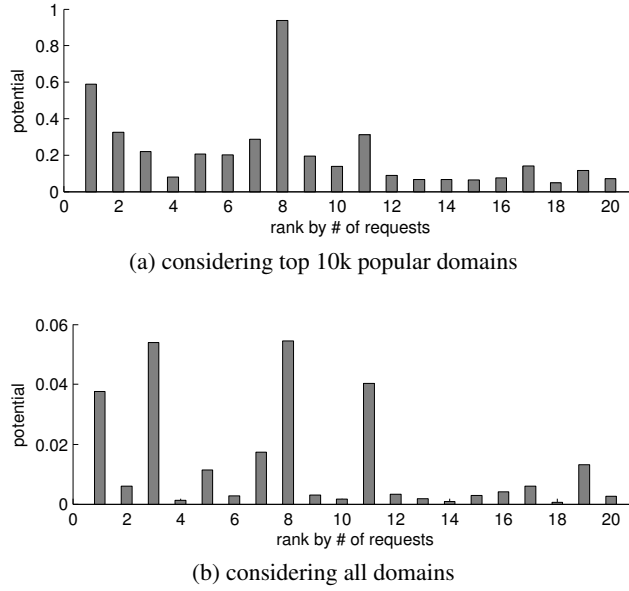 1
0.8
0.6
0.4
0.2
0
potential
0 2 4 6 8 10 12 14 16 18 20
rank by # of requests
(a) considering top 10k popular domains
0.06
0.04
0.02
0
potential
0 2 4 6 8 10 12 14 16 18 20
rank by # of requests
(b) considering all domains